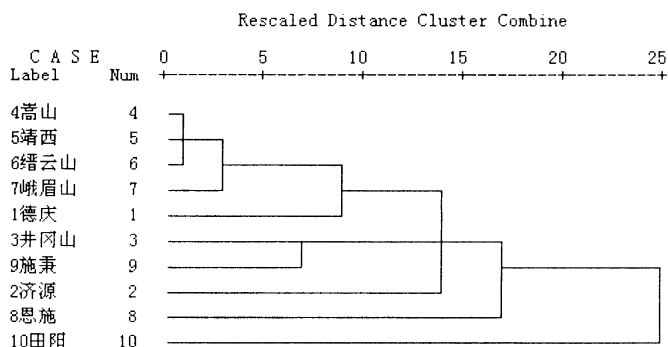 Rescaled Distance Cluster Combine
C A S E 0 5 10 15 20 25
Label Num
4嵩山 4
5靖西 5
6缙云山 6
7峨眉山 7
1德庆 1
3井冈山 3
9施秉 9
2济源 2
8恩施 8
10田阳 10